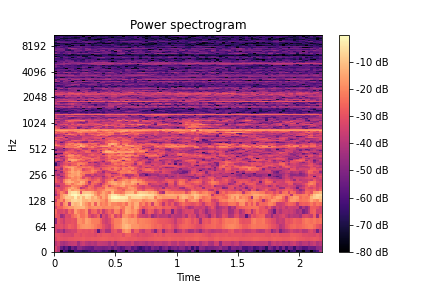 Power spectrogram
8192
4096
2048
1024
512
256
128
64
0
Hz
0
0.5
1
1.5
2
Time
-10 dB
-20 dB
-30 dB
-40 dB
-50 dB
-60 dB
-70 dB
-80 dB